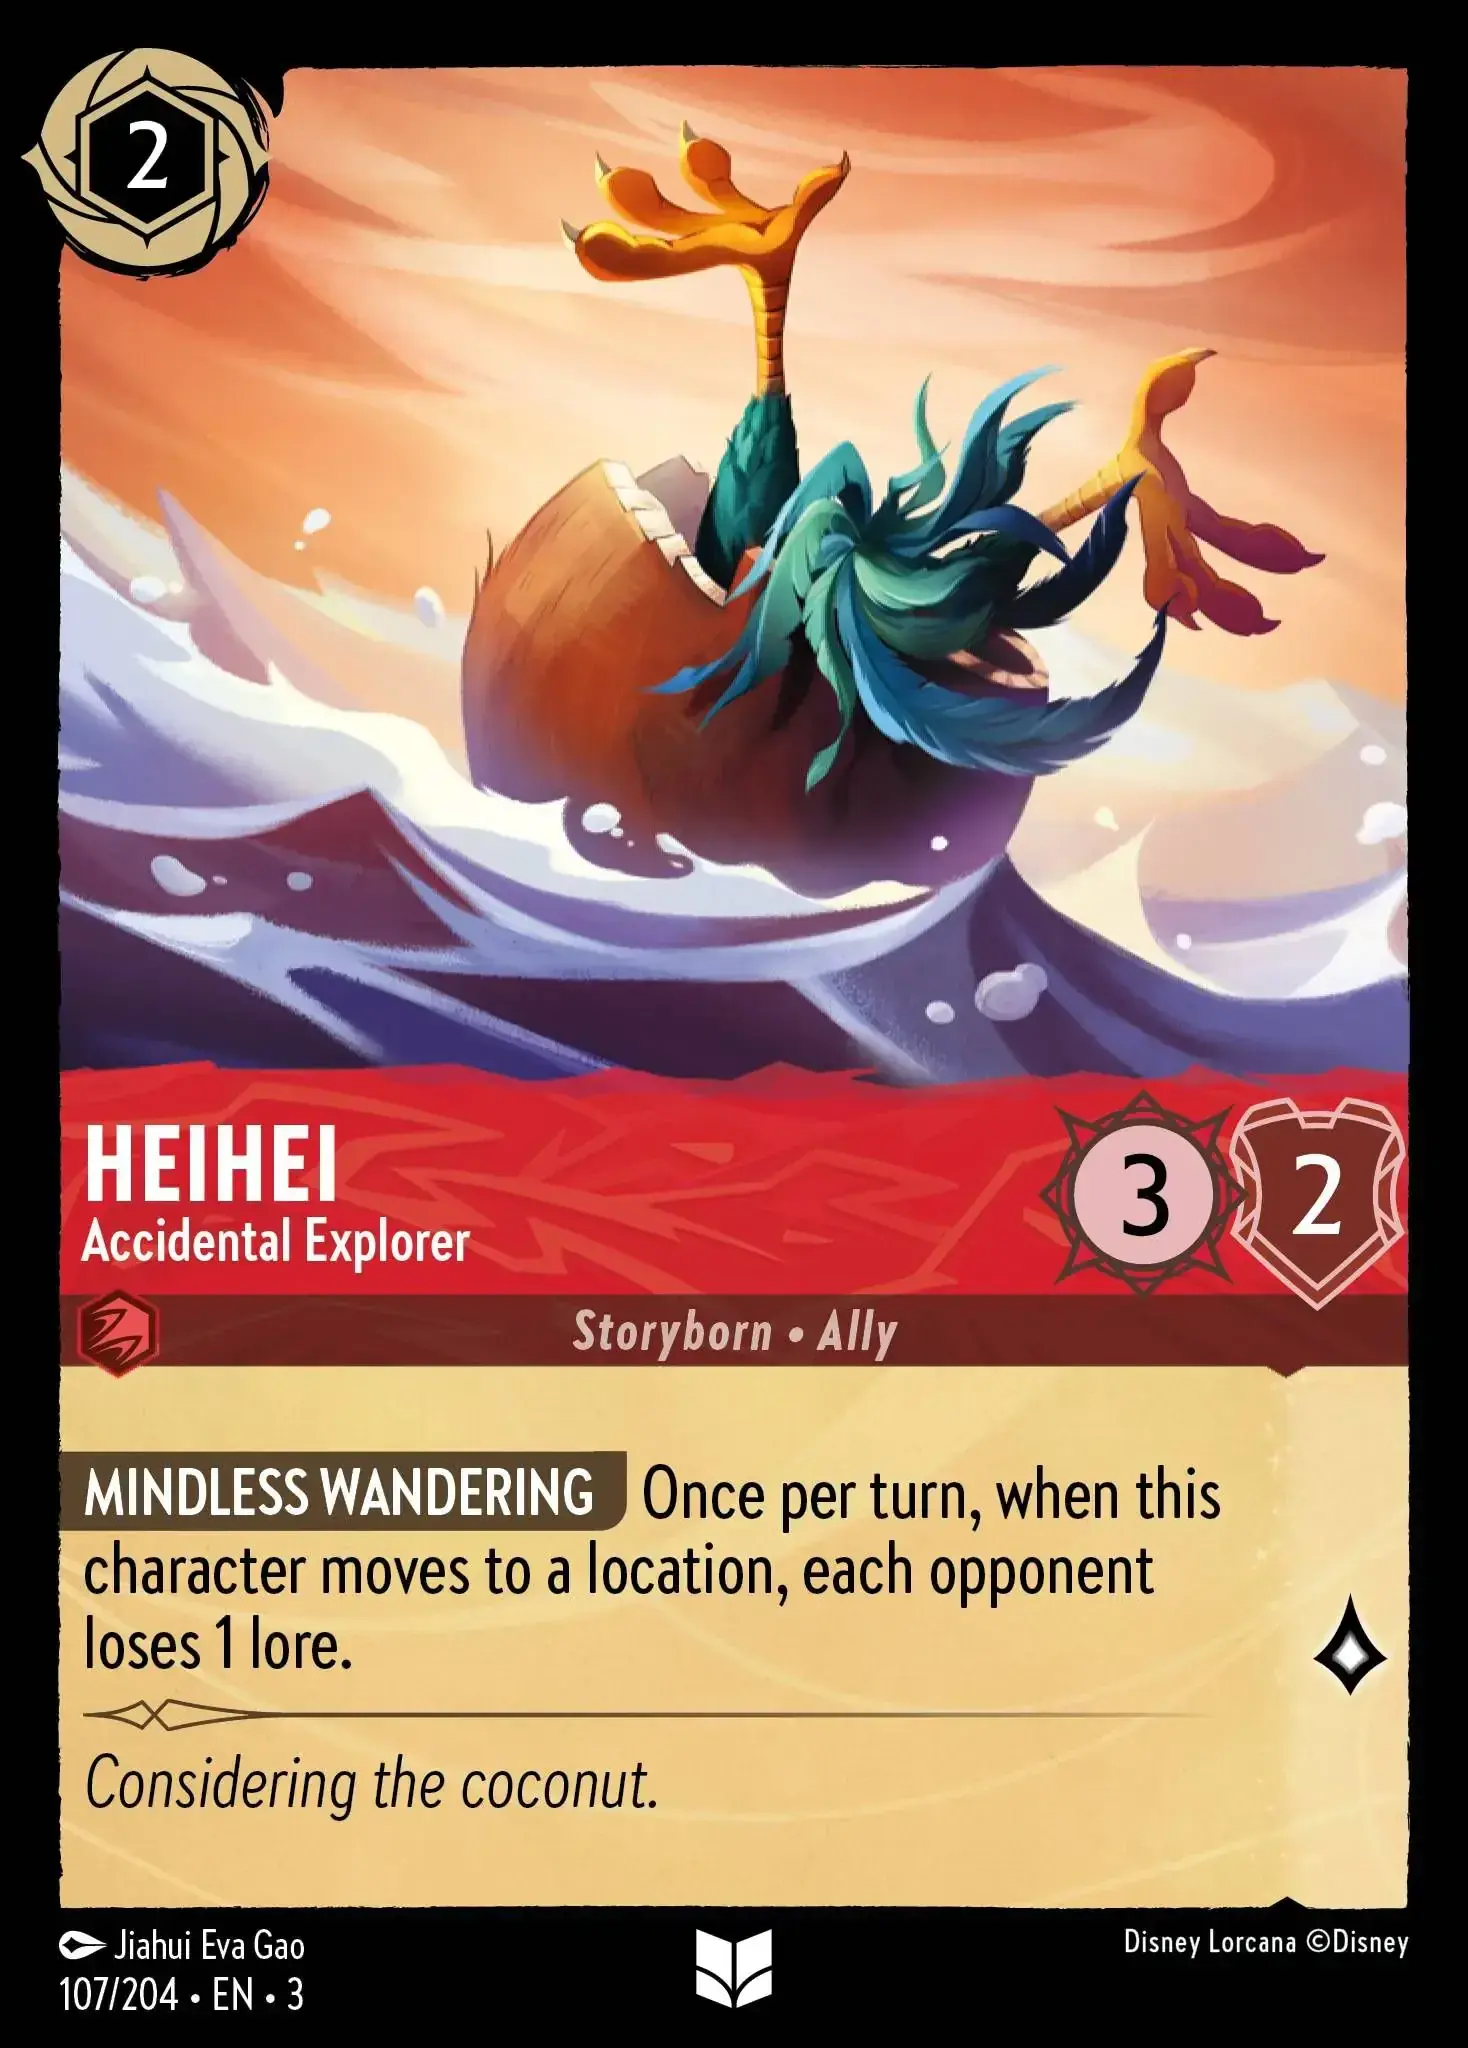 2
HEIHEI
Accidental Explorer
3
2
Storyborn • Ally
MINDLESS WANDERING Once per turn, when this
character moves to a location, each opponent
loses 1 lore.
Considering the coconut.
Jiahui Eva Gao
107/204 • EN • 3
Disney Lorcana ©Disney